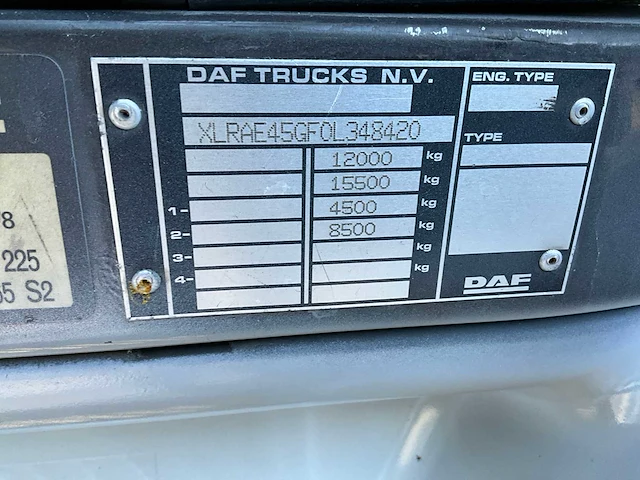 DAF TRUCKS N.V.
ENG. TYPE
XLRAE45GF0L348420
TYPE
12000 kg
15500 kg
1- 4500 kg
2- 8500 kg
3- kg
4- kg
DAF
8
225
55 S2